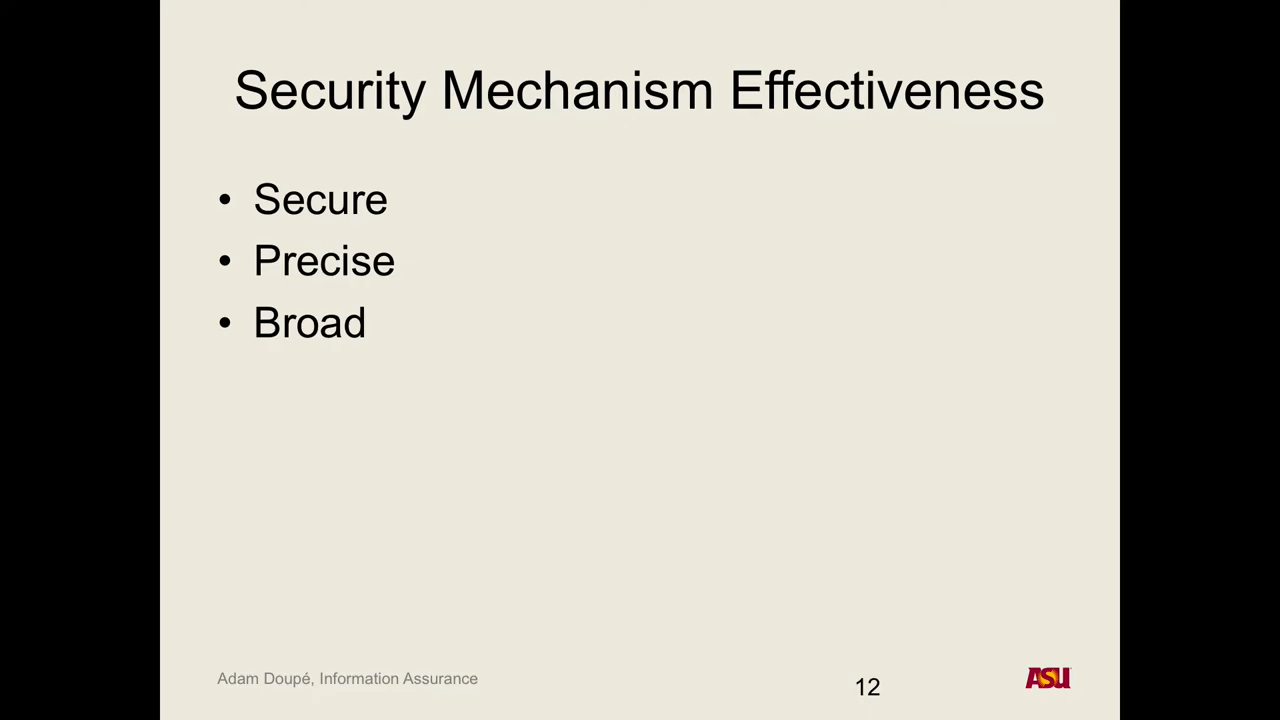 Security Mechanism Effectiveness
• Secure
• Precise
• Broad
Adam Doupé, Information Assurance
12
ASU